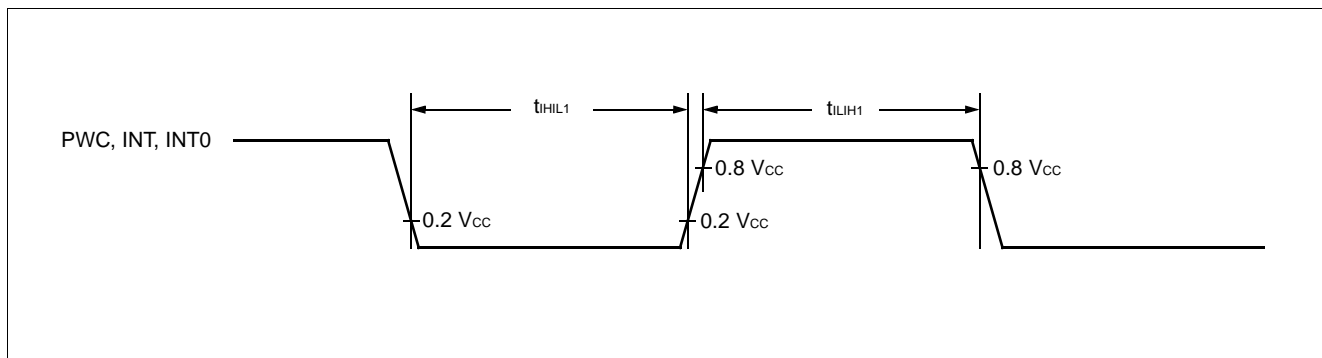 tIHIL1
tILIH1
PWC, INT, INT0
0.8 VCC
0.8 VCC
0.2 VCC
0.2 VCC